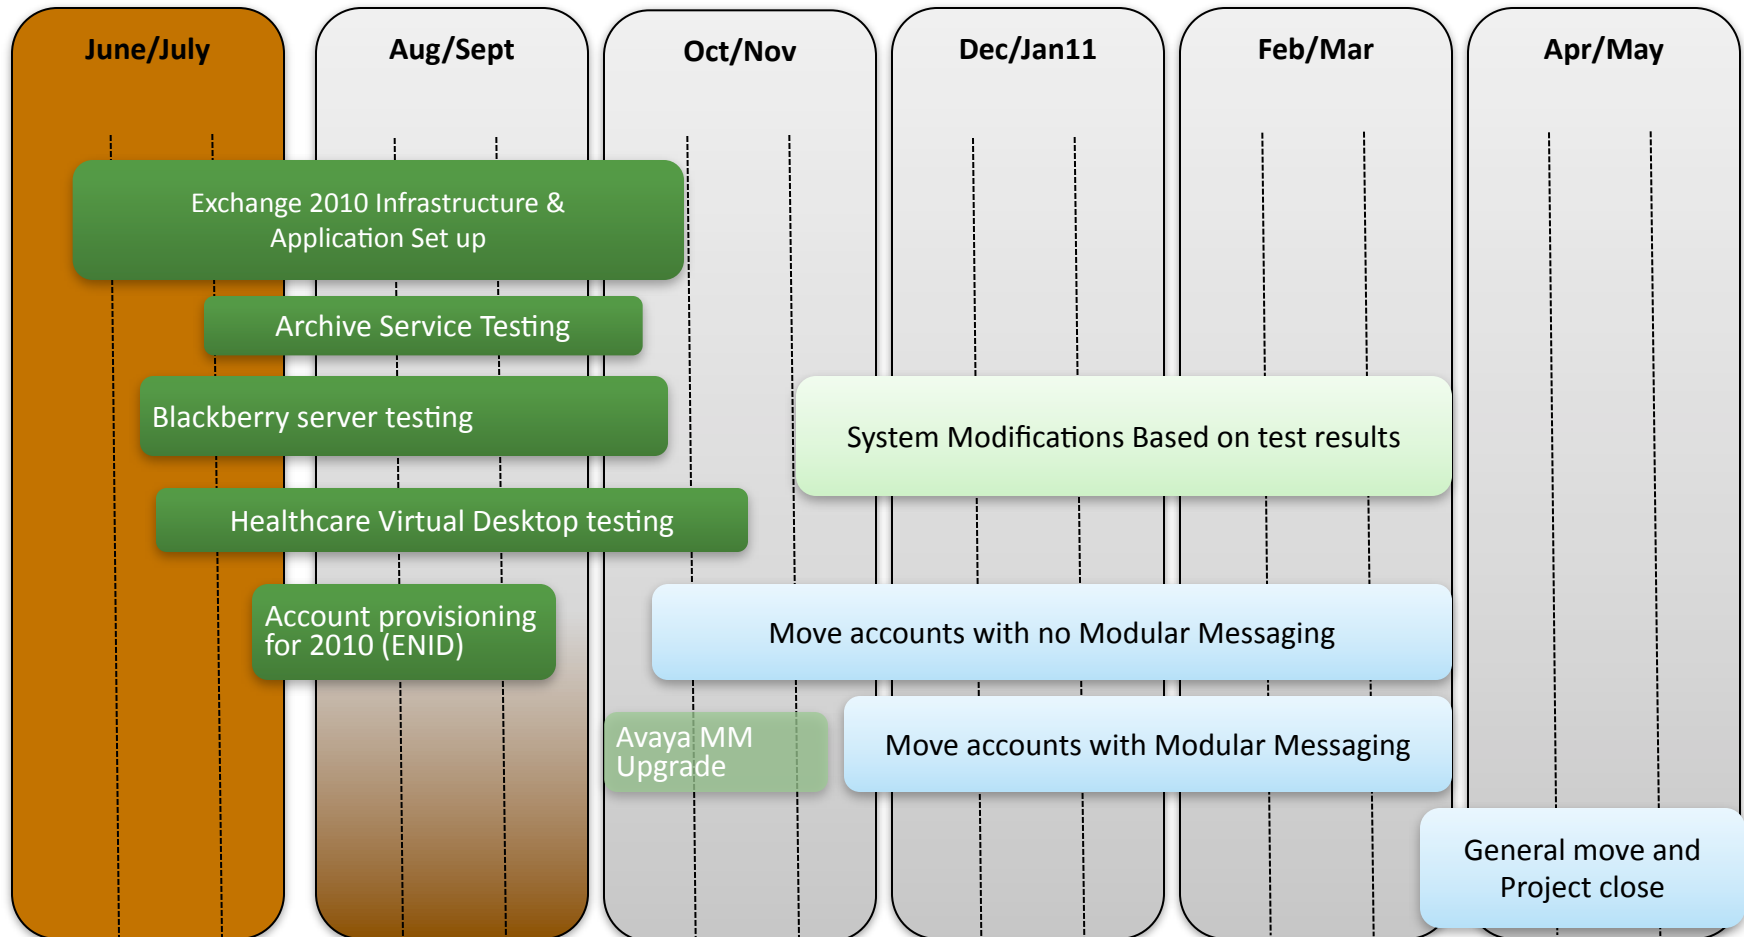 June/July
Aug/Sept
Oct/Nov
Dec/Jan11
Feb/Mar
Apr/May
Exchange 2010 Infrastructure &
Application Set up
Archive Service Testing
Blackberry server testing
System Modifications Based on test results
Healthcare Virtual Desktop testing
Account provisioning
for 2010 (ENID)
Move accounts with no Modular Messaging
Avaya MM
Upgrade
Move accounts with Modular Messaging
General move and
Project close